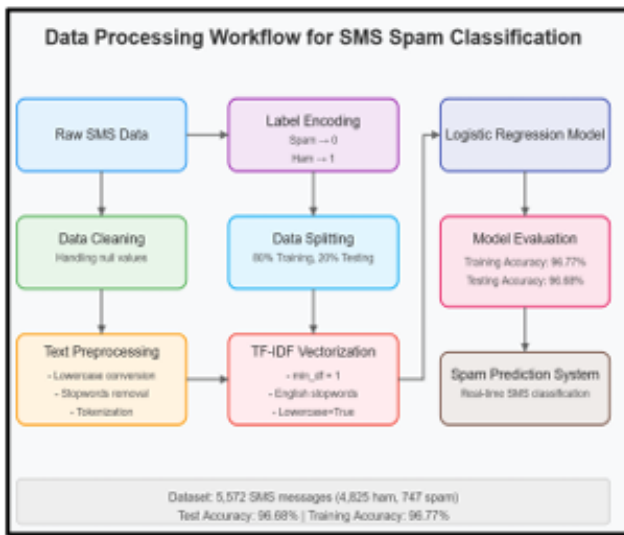 Data Processing Workflow for SMS Spam Classification
Raw SMS Data
Label Encoding
Spam → 0
Ham → 1
Logistic Regression Model
Data Cleaning
Handling null values
Data Splitting
80% Training, 20% Testing
Model Evaluation
Training Accuracy: 96.77%
Testing Accuracy: 96.68%
Text Preprocessing
- Lowercase conversion
- Stopwords removal
- Tokenization
TF-IDF Vectorization
- min_df = 1
- English stopwords
- Lowercase=True
Spam Prediction System
Real-time SMS classification
Dataset: 5,572 SMS messages (4,825 ham, 747 spam)
Test Accuracy: 96.68% | Training Accuracy: 96.77%